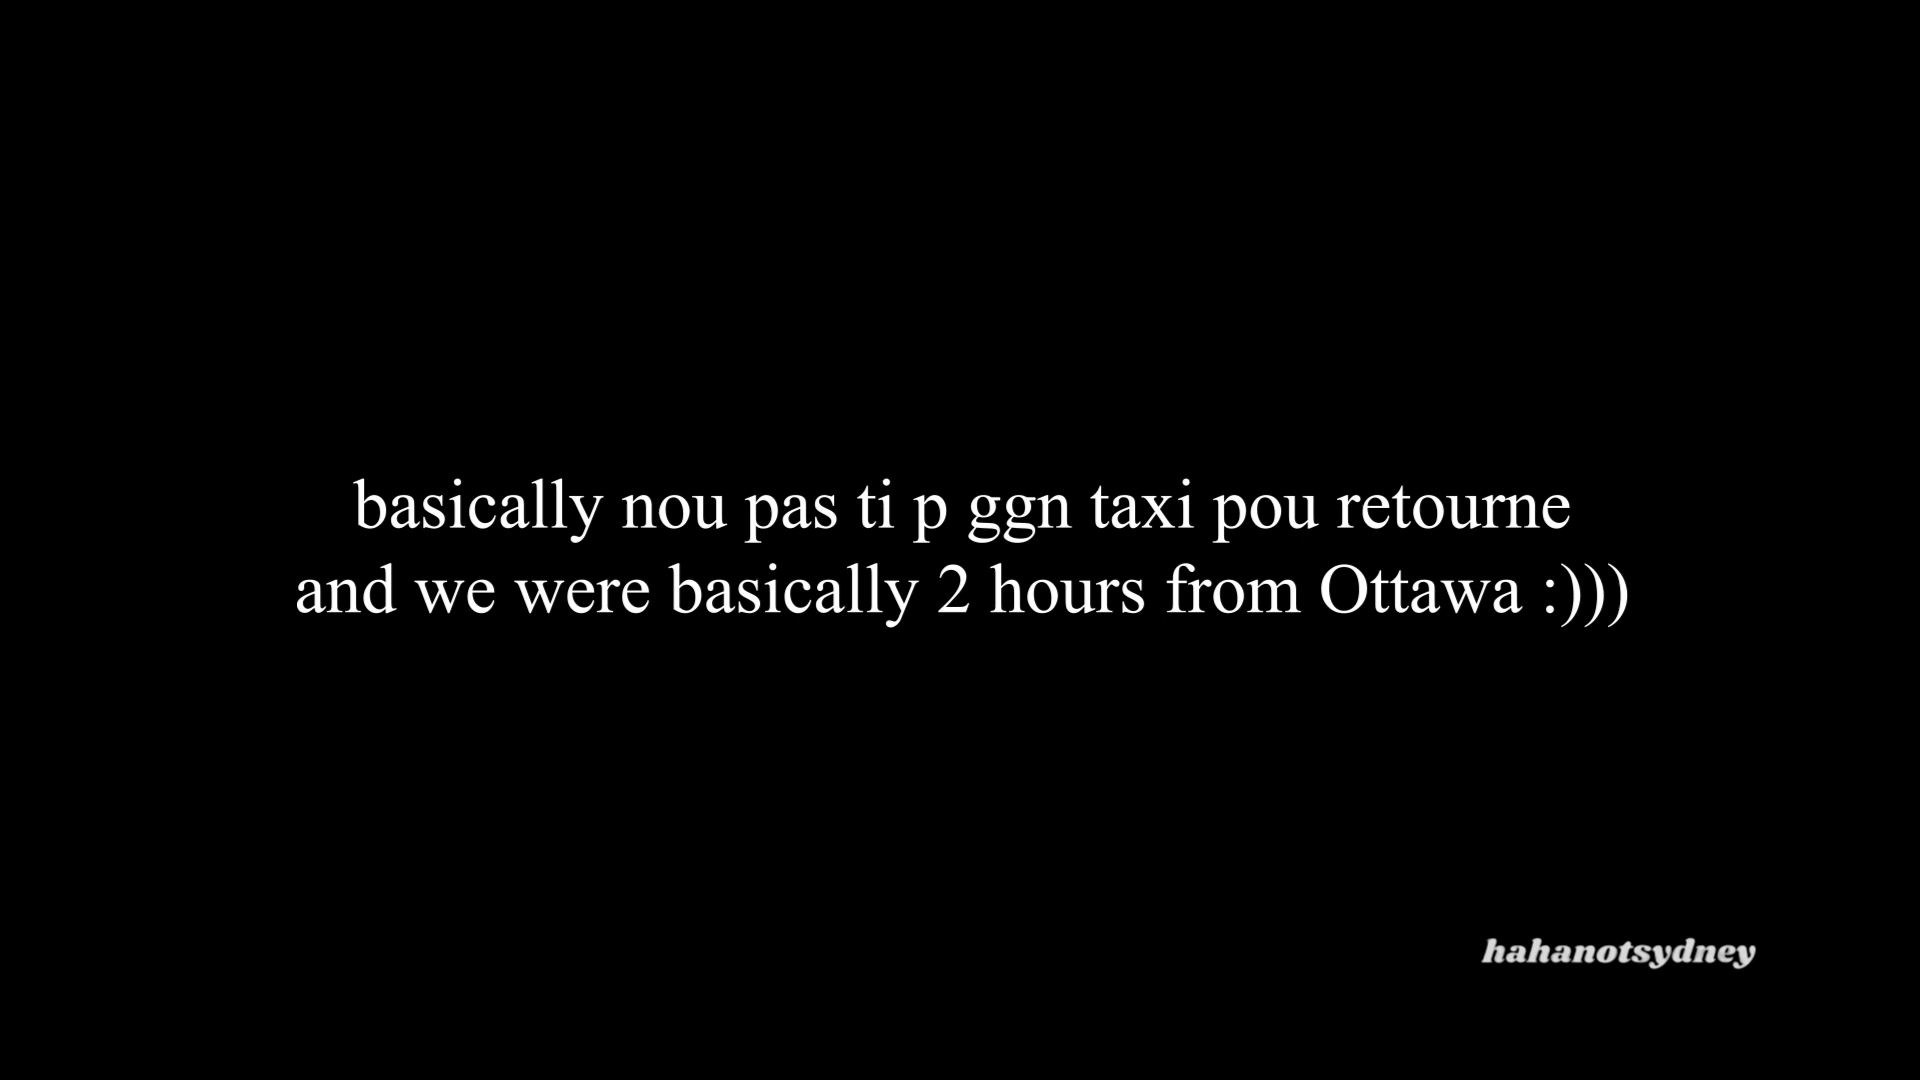 basically nou pas ti p ggn taxi pou retourne
and we were basically 2 hours from Ottawa :)))
hahanotsydney